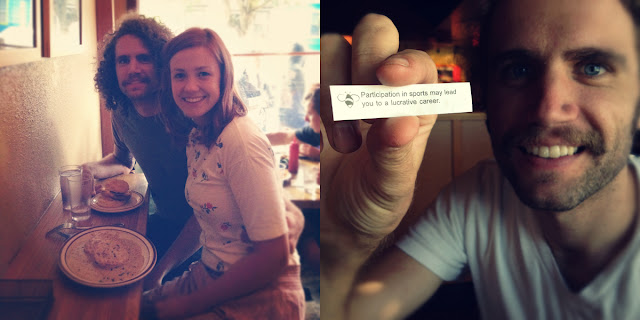 Participation in sports may lead
you to a lucrative career.